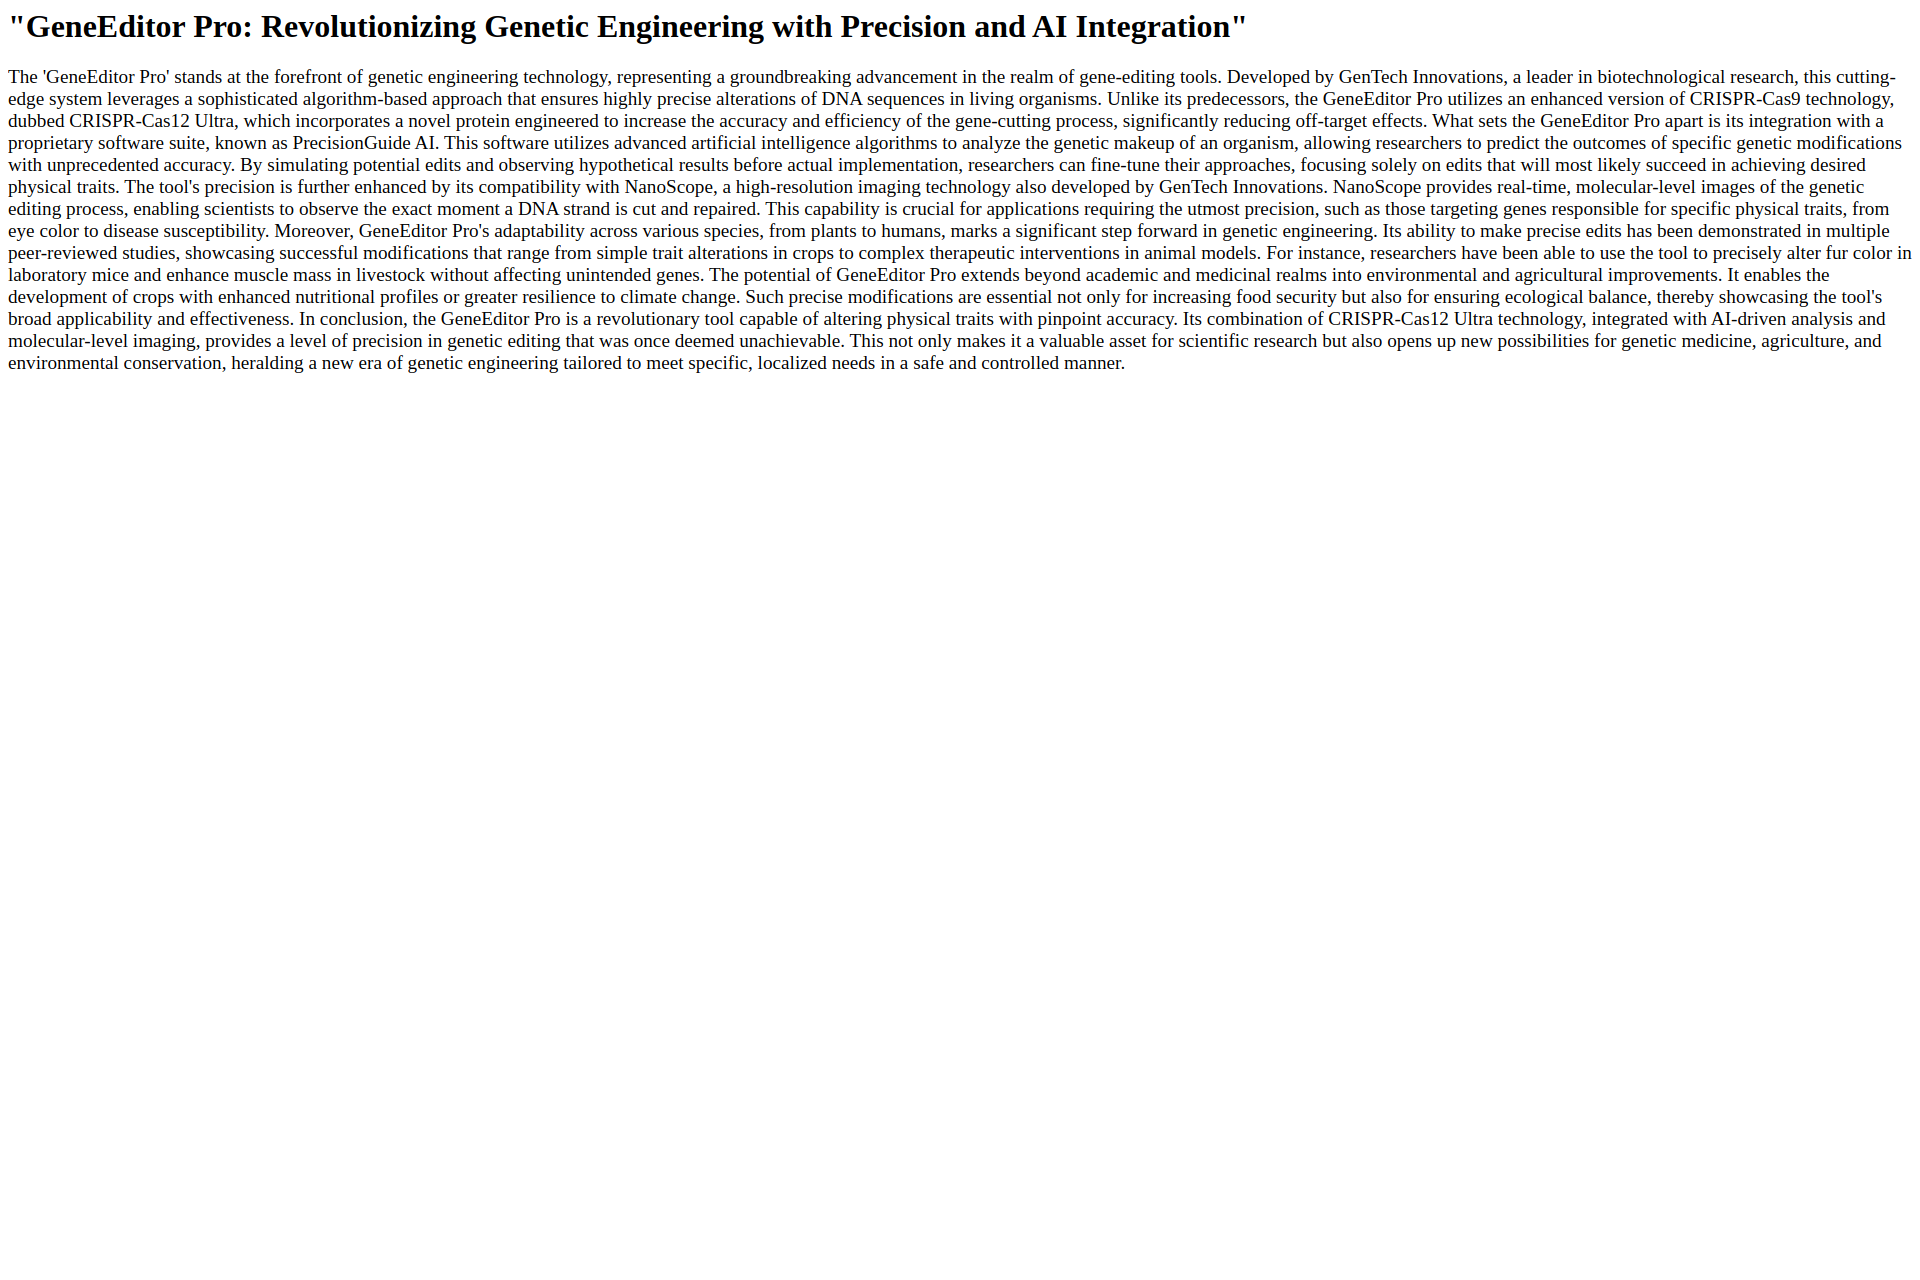 "GeneEditor Pro: Revolutionizing Genetic Engineering with Precision and AI Integration"
The 'GeneEditor Pro' stands at the forefront of genetic engineering technology, representing a groundbreaking advancement in the realm of gene-editing tools. Developed by GenTech Innovations, a leader in biotechnological research, this cutting-
edge system leverages a sophisticated algorithm-based approach that ensures highly precise alterations of DNA sequences in living organisms. Unlike its predecessors, the GeneEditor Pro utilizes an enhanced version of CRISPR-Cas9 technology,
dubbed CRISPR-Cas12 Ultra, which incorporates a novel protein engineered to increase the accuracy and efficiency of the gene-cutting process, significantly reducing off-target effects. What sets the GeneEditor Pro apart is its integration with a
proprietary software suite, known as PrecisionGuide AI. This software utilizes advanced artificial intelligence algorithms to analyze the genetic makeup of an organism, allowing researchers to predict the outcomes of specific genetic modifications
with unprecedented accuracy. By simulating potential edits and observing hypothetical results before actual implementation, researchers can fine-tune their approaches, focusing solely on edits that will most likely succeed in achieving desired
physical traits. The tool's precision is further enhanced by its compatibility with NanoScope, a high-resolution imaging technology also developed by GenTech Innovations. NanoScope provides real-time, molecular-level images of the genetic
editing process, enabling scientists to observe the exact moment a DNA strand is cut and repaired. This capability is crucial for applications requiring the utmost precision, such as those targeting genes responsible for specific physical traits, from
eye color to disease susceptibility. Moreover, GeneEditor Pro's adaptability across various species, from plants to humans, marks a significant step forward in genetic engineering. Its ability to make precise edits has been demonstrated in multiple
peer-reviewed studies, showcasing successful modifications that range from simple trait alterations in crops to complex therapeutic interventions in animal models. For instance, researchers have been able to use the tool to precisely alter fur color in
laboratory mice and enhance muscle mass in livestock without affecting unintended genes. The potential of GeneEditor Pro extends beyond academic and medicinal realms into environmental and agricultural improvements. It enables the
development of crops with enhanced nutritional profiles or greater resilience to climate change. Such precise modifications are essential not only for increasing food security but also for ensuring ecological balance, thereby showcasing the tool's
broad applicability and effectiveness. In conclusion, the GeneEditor Pro is a revolutionary tool capable of altering physical traits with pinpoint accuracy. Its combination of CRISPR-Cas12 Ultra technology, integrated with AI-driven analysis and
molecular-level imaging, provides a level of precision in genetic editing that was once deemed unachievable. This not only makes it a valuable asset for scientific research but also opens up new possibilities for genetic medicine, agriculture, and
environmental conservation, heralding a new era of genetic engineering tailored to meet specific, localized needs in a safe and controlled manner.